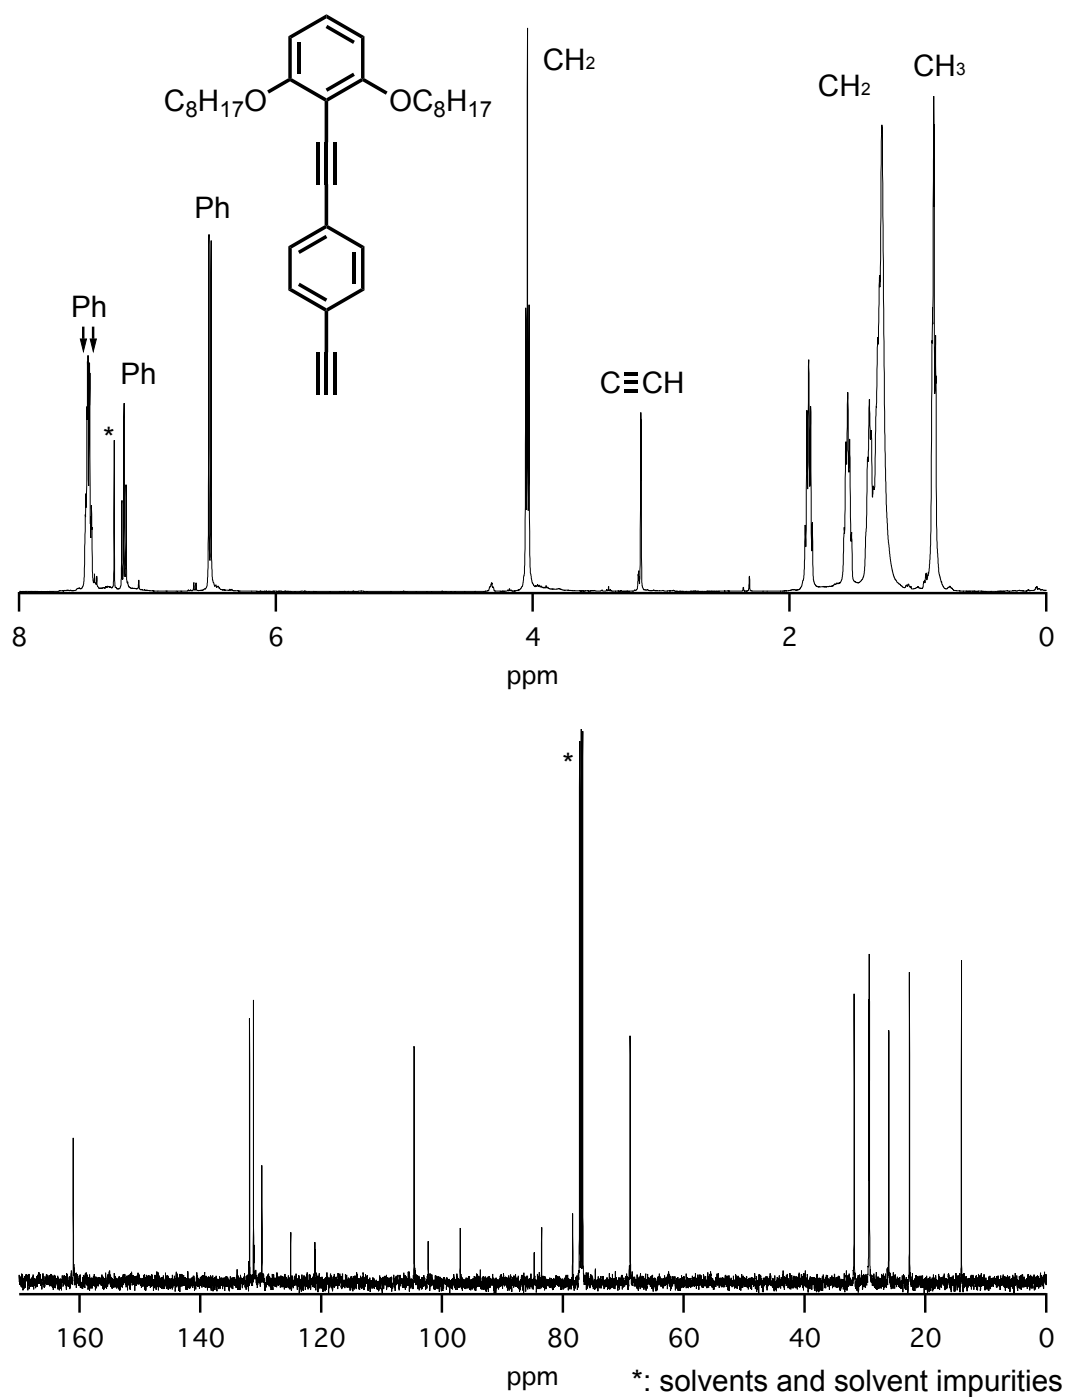 CH₂
CH₃
CH₂
C₈H₁₇O
OC₈H₁₇
Ph
Ph
Ph
C≡CH
*
8
6
4
2
0
ppm
*
160
140
120
100
80
60
40
20
0
ppm
*: solvents and solvent impurities